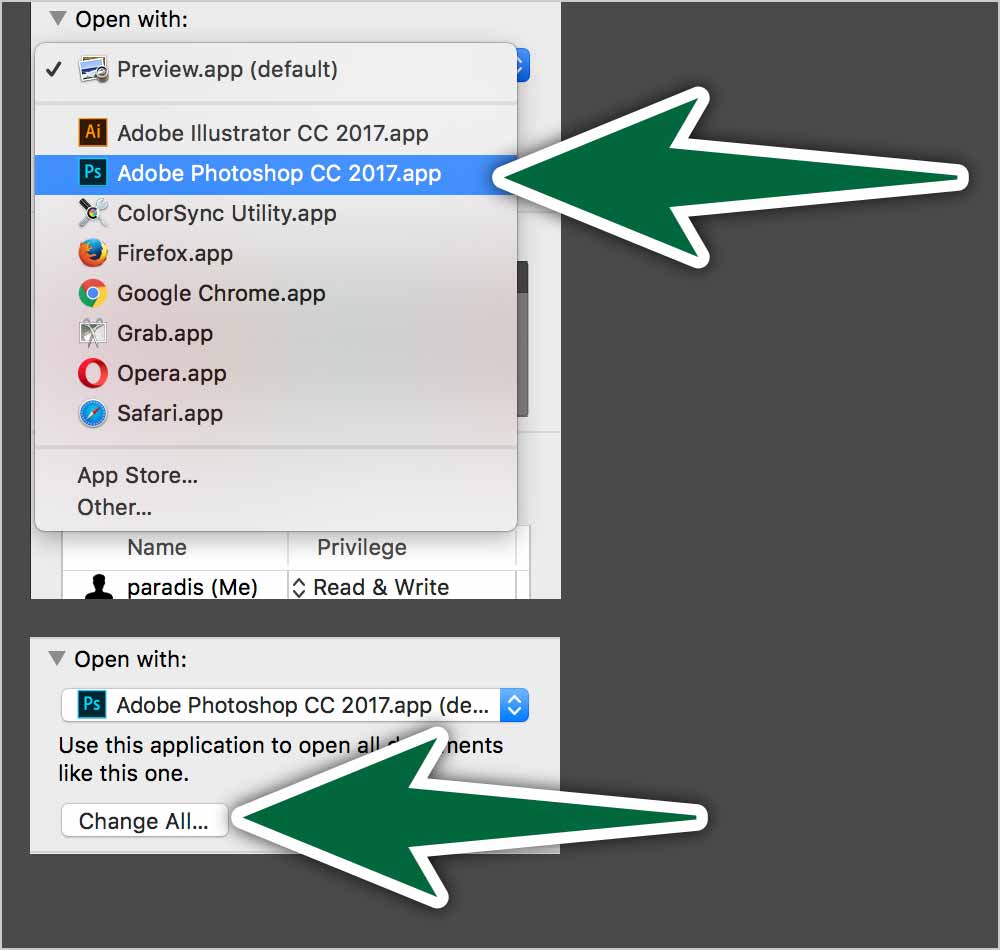 Open with:
Preview.app (default)
Ai Adobe Illustrator CC 2017.app
Ps Adobe Photoshop CC 2017.app
ColorSync Utility.app
Firefox.app
Google Chrome.app
Grab.app
Opera.app
Safari.app
App Store...
Other...
Name Privilege
paradis (Me) Read & Write
Open with:
Ps Adobe Photoshop CC 2017.app (de...
Use this application to open all
like this one.
Change All...